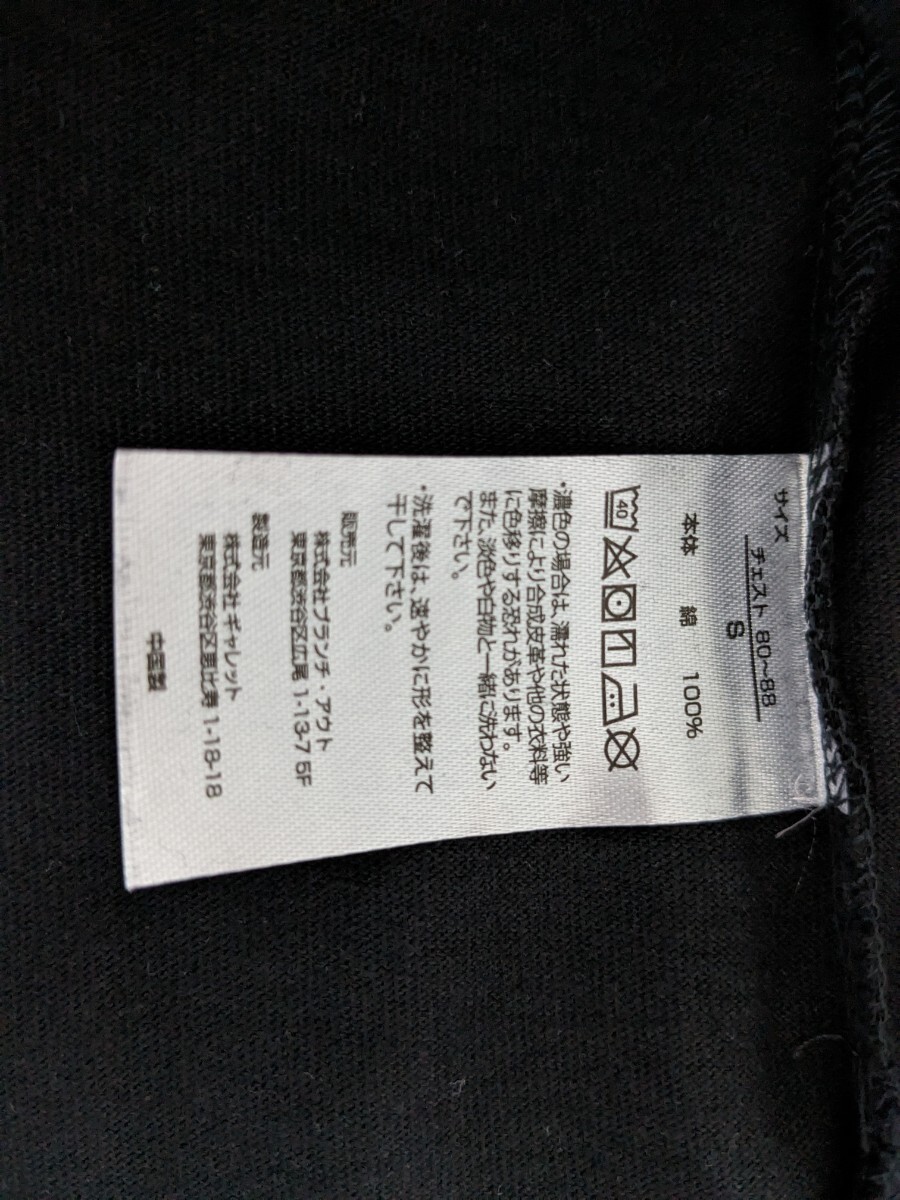 サイズ
チェスト 80~88
S
本体 綿 100%
40
・濃色の場合は、濡れた状態や強い
摩擦により合成皮革や他の衣料等
に色移りする恐れがあります。
また、淡色や白物と一緒に洗わない
で下さい。
・洗濯後は、速やかに形を整えて
干して下さい。
販売元
株式会社ブランチ・アウト
東京都渋谷区広尾 1-13-7 5F
製造元
株式会社ギャレット
東京都渋谷区恵比寿 1-18-18
中国製